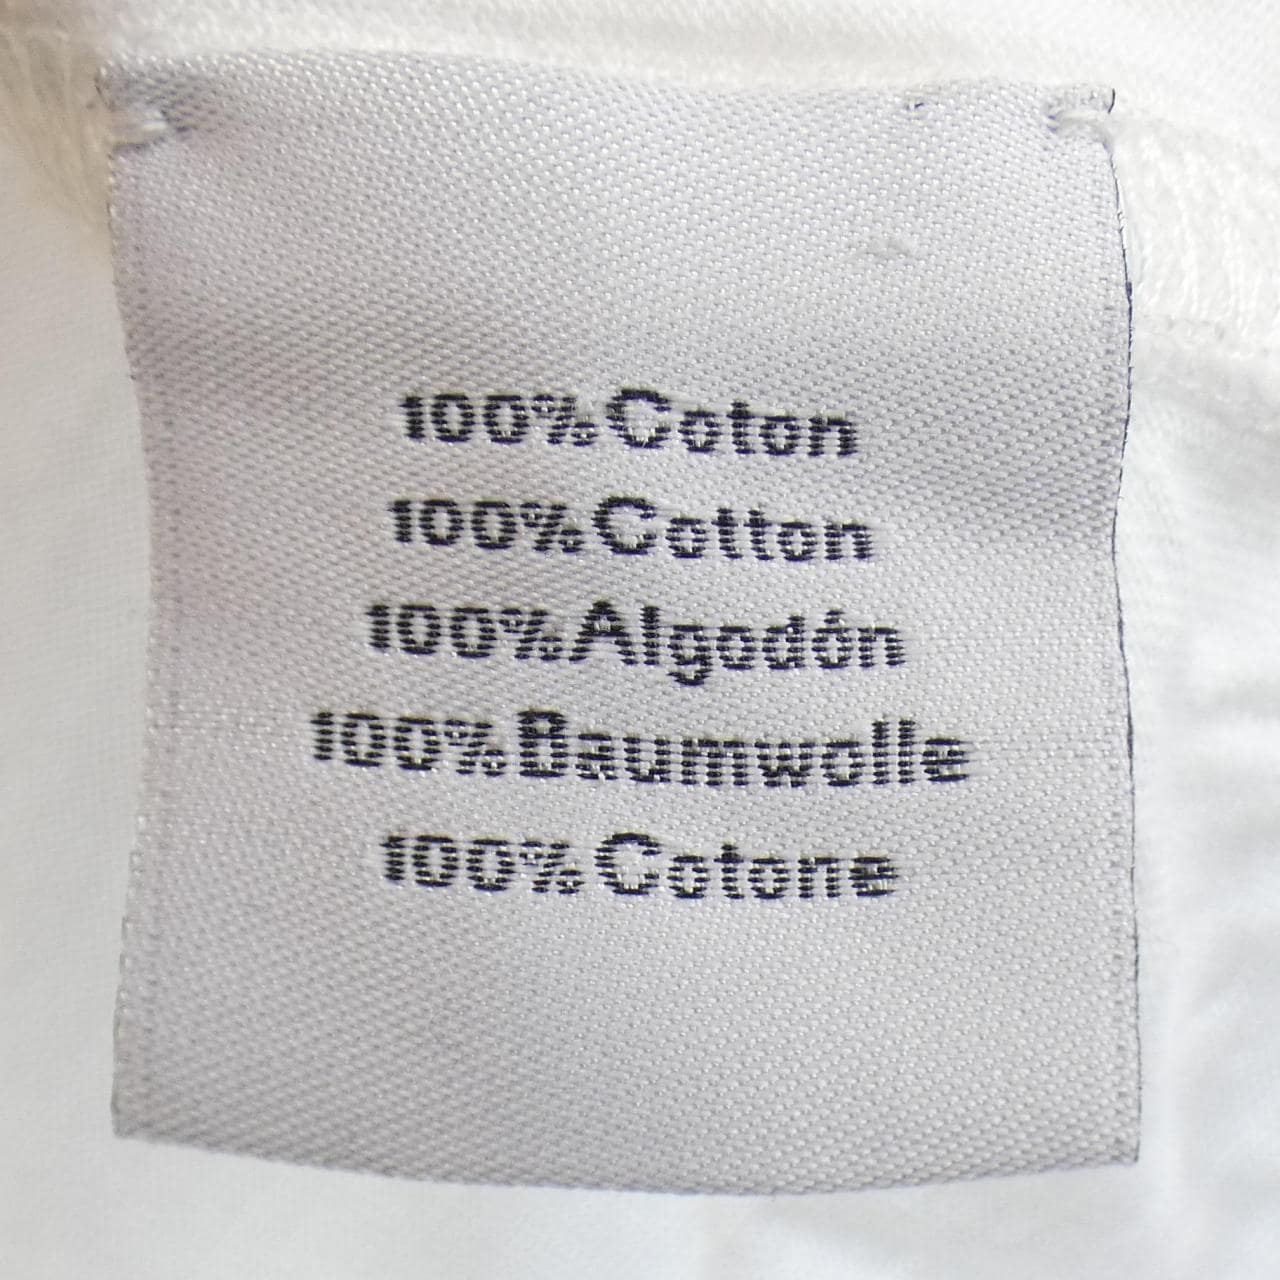 100% Coton
100% Cotton
100% Algodón
100% Baumwolle
100% Cotone